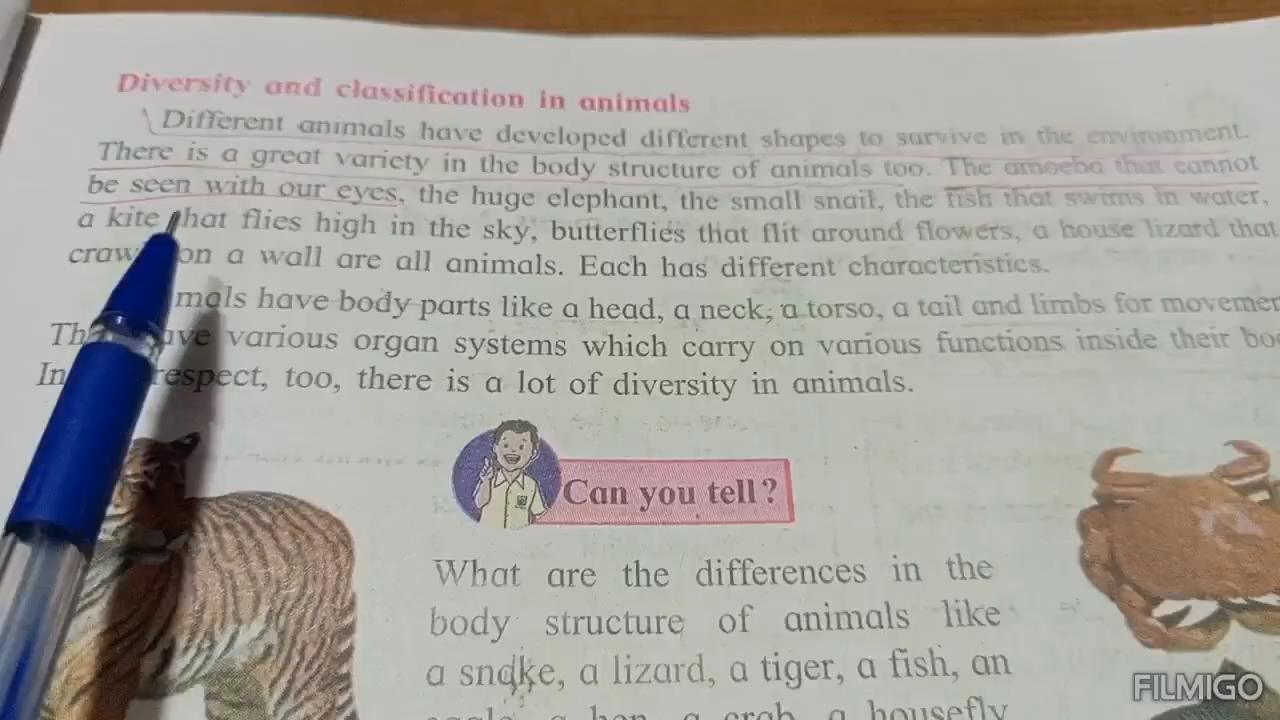 Diversity and classification in animals
Different animals have developed different shapes to survive in the environment.
There is a great variety in the body structure of animals too. The amoeba that cannot
be seen with our eyes, the huge elephant, the small snail, the fish that swims in water,
a kite that flies high in the sky, butterflies that flit around flowers, a house lizard that
on a wall are all animals. Each has different characteristics.
have body parts like a head, a neck, a torso, a tail and limbs for
various organ systems which carry on various functions inside their
In respect, too, there is a lot of diversity in animals.
Can you tell?
What are the differences in the
body structure of animals like
a snake, a lizard, a tiger, a fish, an
a hen, a crab, a housefly
FILMIGO